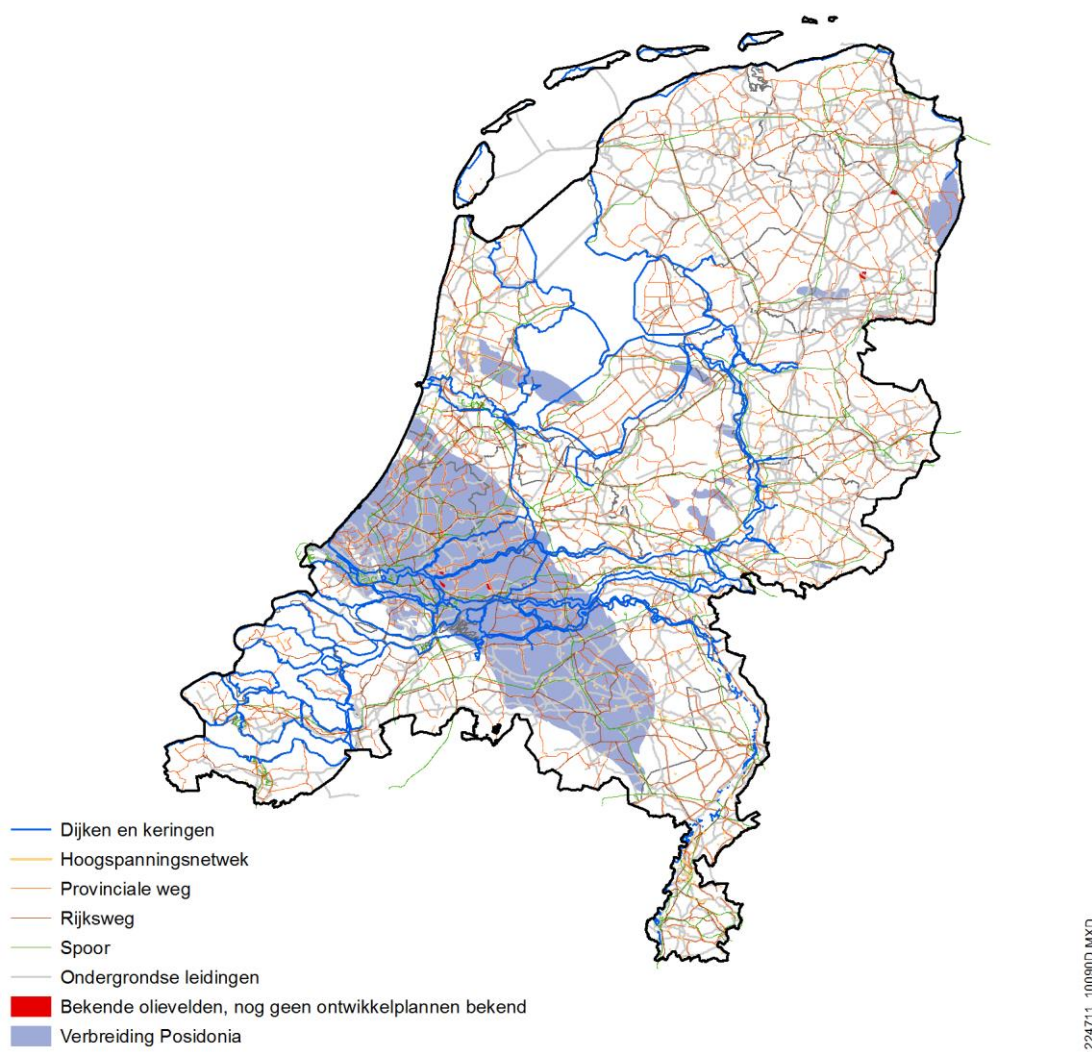 Dijken en keringen
Hoogspanningsnetwek
Provinciale weg
Rijksweg
Spoor
Ondergrondse leidingen
Bekende olievelden, nog geen ontwikkelplannen bekend
Verbreiding Posidonia
224711_10090D.MXD